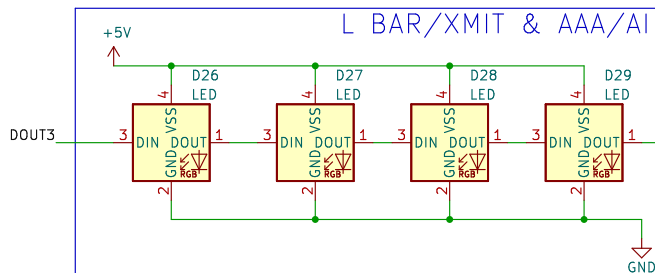 L BAR/XMIT & AAA/AI
+5V
D26 D27 D28 D29
LED LED LED LED
4 4 4 4
VSS VSS VSS VSS
DOUT3 3 DIN DOUT 1 3 DIN DOUT 1 3 DIN DOUT 1 3 DIN DOUT 1
GND GND GND GND
RGB RGB RGB RGB
2 2 2 2
GND